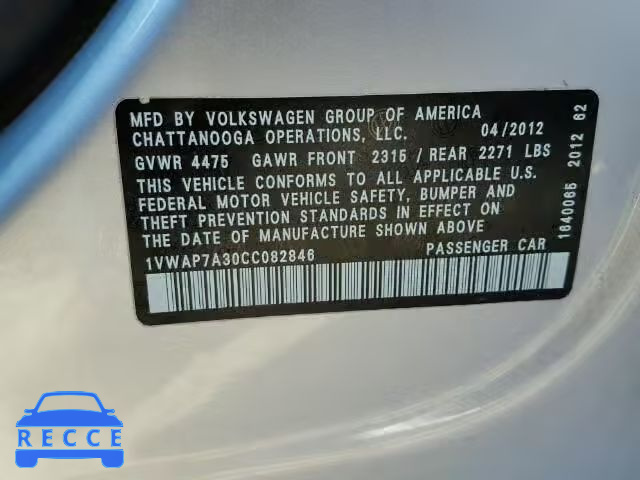 MFD BY VOLKSWAGEN GROUP OF AMERICA
CHATTANOOGA OPERATIONS, LLC. 04/2012
GVWR 4475 GAWR FRONT 2315 / REAR 2271 LBS
THIS VEHICLE CONFORMS TO ALL APPLICABLE U.S.
FEDERAL MOTOR VEHICLE SAFETY, BUMPER AND
THEFT PREVENTION STANDARDS IN EFFECT ON
THE DATE OF MANUFACTURE SHOWN ABOVE
1VWAP7A30CC082846 PASSENGER CAR
1640065 2012 62
RECCE